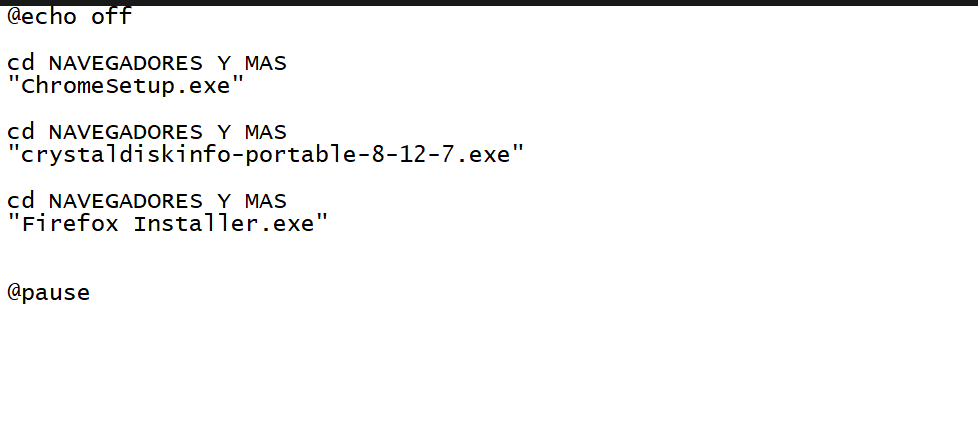 @echo off
cd NAVEGADORES Y MAS
"ChromeSetup.exe"
cd NAVEGADORES Y MAS
"crystaldiskinfo-portable-8-12-7.exe"
cd NAVEGADORES Y MAS
"Firefox Installer.exe"
@pause